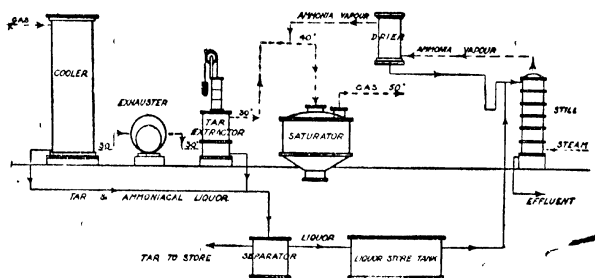 GAS
COOLER
EXHAUSTER
30
30
TAR
EXTRACTOR
30°
AMMONIA VAPOUR
40°
DRIER
AMMONIA VAPOUR
GAS 50°
SATURATOR
STILL
STEAM
EFFLUENT
TAR & AMMONIACAL LIQUOR
TAR TO STORE
SEPARATOR
LIQUOR
LIQUOR STORE TANK